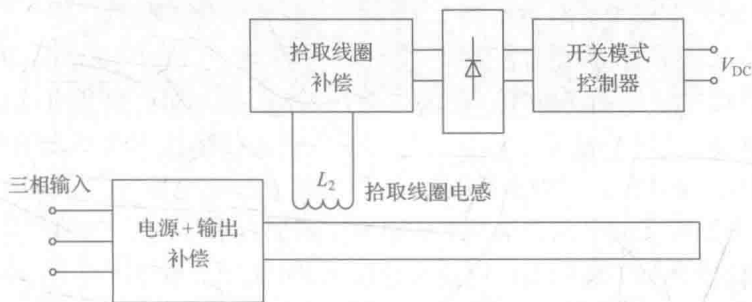 拾取线圈
补偿
开关模式
控制器
V_DC
L_2
拾取线圈电感
三相输入
电源+输出
补偿